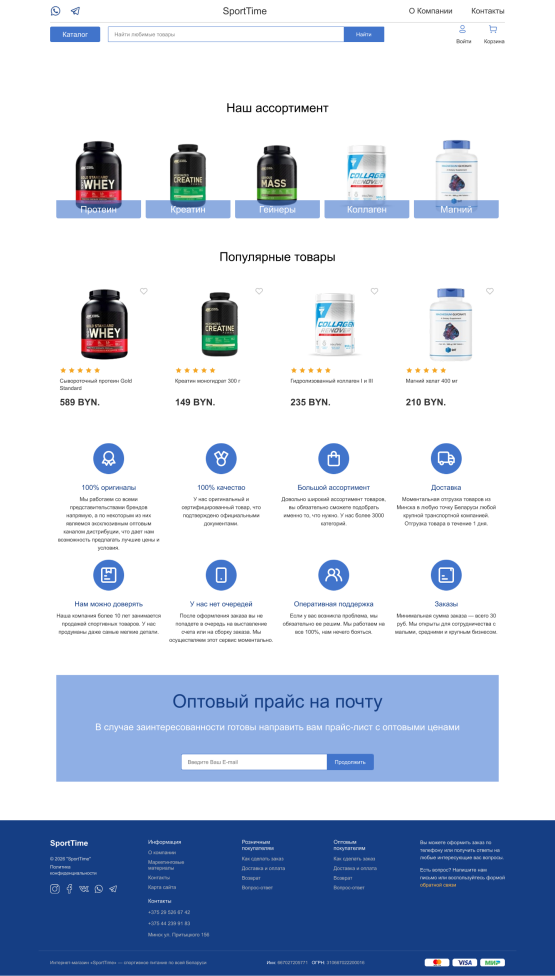 SportTime
О Компании
Контакты
Каталог
Найти любимые товары
Найти
Войти
Корзина
Наш ассортимент
GOLD STANDARD
WHEY
CREATINE
MASS
COLLAGEN
RENOVER
Протеин
Креатин
Гейнеры
Коллаген
Магний
Популярные товары
GOLD STANDARD
WHEY
CREATINE
COLLAGEN
RENOVER
Сывороточный протеин Gold
Standard
589 BYN.
Креатин моногидрат 300 г
149 BYN.
Гидролизованный коллаген I и III
235 BYN.
Магний хелат 400 мг
210 BYN.
100% оригиналы
Мы работаем со всеми
представительствами брендов
напрямую, а по некоторым из них
являемся эксклюзивным оптовым
каналом дистрибуции, что дает нам
возможность предлагать лучшие цены и
условия.
100% качество
У нас оригинальный и
сертифицированный товар, что
подтверждено официальными
документами.
Большой ассортимент
Довольно широкий ассортимент товаров,
вы обязательно сможете подобрать
именно то, что нужно. У нас более 3000
категорий.
Доставка
Моментальная отгрузка товаров из
Минска в любую точку Беларуси любой
крупной транспортной компанией.
Отгрузка товара в течение 1 дня.
Нам можно доверять
Наша компания более 10 лет занимается
продажей спортивных товаров. У нас
продуманы даже самые мелкие детали.
У нас нет очередей
После оформления заказа вы не
попадете в очередь на выставление
счета или на сборку заказа. Мы
осуществляем этот сервис моментально.
Оперативная поддержка
Если у вас возникла проблема, мы
обязательно ее решим. Мы работаем на
все 100%, нам нечего бояться.
Заказы
Минимальная сумма заказа — всего 30
руб. Мы открыты для сотрудничества с
малыми, средними и крупным бизнесом.
Оптовый прайс на почту
В случае заинтересованности готовы направить вам прайс-лист с оптовыми ценами
Введите Ваш E-mail
Продолжить
SportTime
© 2026 "SportTime"
Политика
конфиденциальности
Информация
О компании
Маркетинговые
материалы
Контакты
Карта сайта
Контакты
+375 29 526 87 42
+375 44 239 91 83
Минск ул. Притыцкого 156
Розничным
покупателям
Как сделать заказ
Доставка и оплата
Возврат
Вопрос-ответ
Оптовым
покупателям
Как сделать заказ
Доставка и оплата
Возврат
Вопрос-ответ
Вы можете оформить заказ по
телефону или получить ответы на
любые интересующие вас вопросы.
Есть вопрос? Напишите нам
письмо или воспользуйтесь формой
обратной связи
Интернет-магазин «SportTime» — спортивное питание по всей Беларуси
VISA
МИР